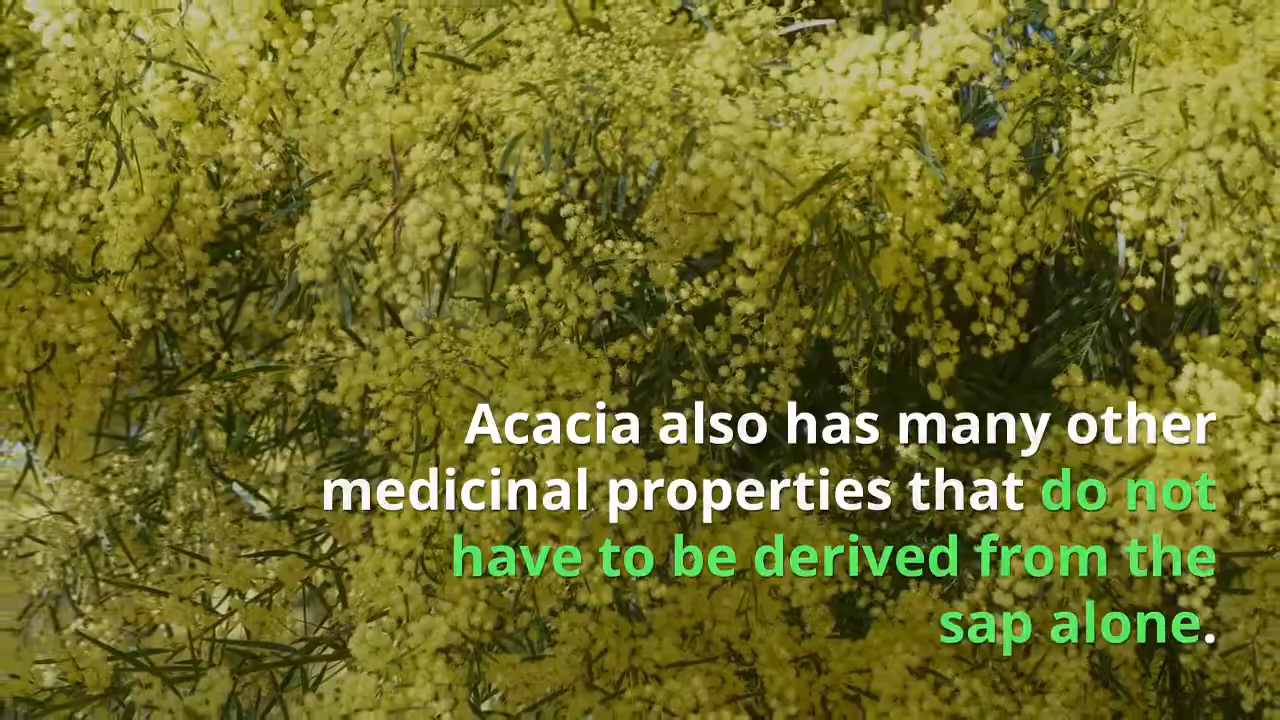 Acacia also has many other
medicinal properties that do not
have to be derived from the
sap alone.